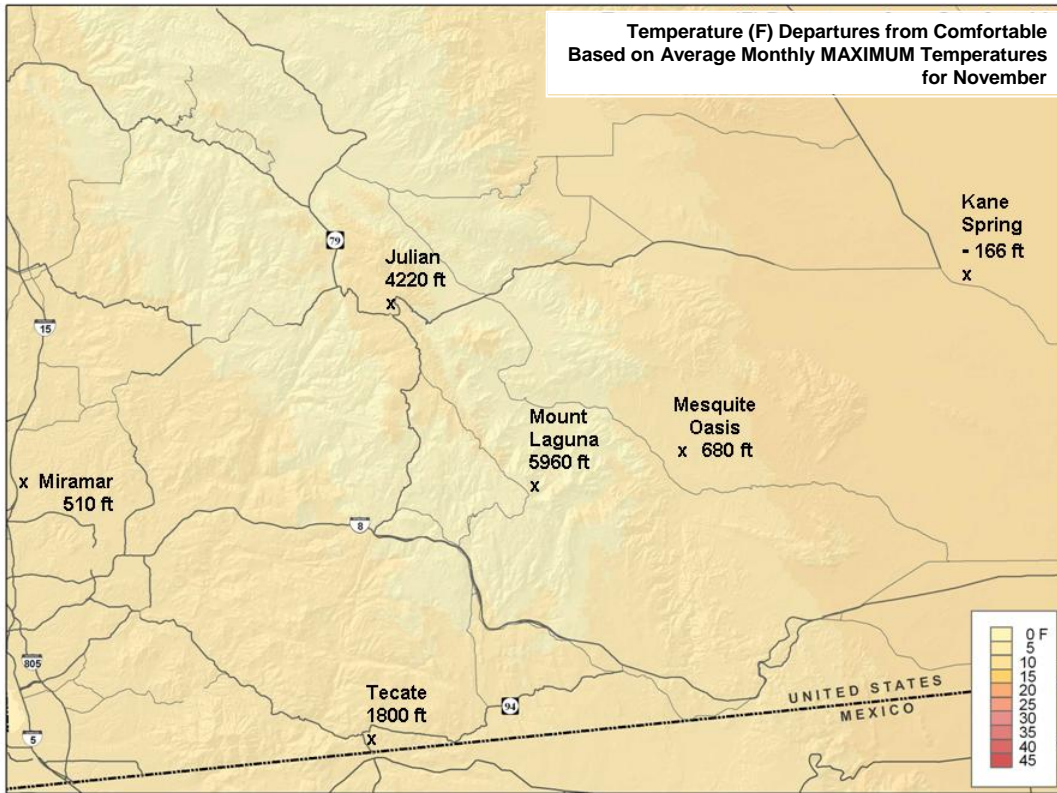 Temperature (F) Departures from Comfortable
Based on Average Monthly MAXIMUM Temperatures
for November
Kane
Spring
- 166 ft
x
79
Julian
4220 ft
x
15
Mount
Laguna
5960 ft
x
Mesquite
Oasis
x 680 ft
x Miramar
510 ft
8
805
Tecate
1800 ft
x
94
5
UNITED STATES
MEXICO
0 F
5
10
15
20
25
30
35
40
45